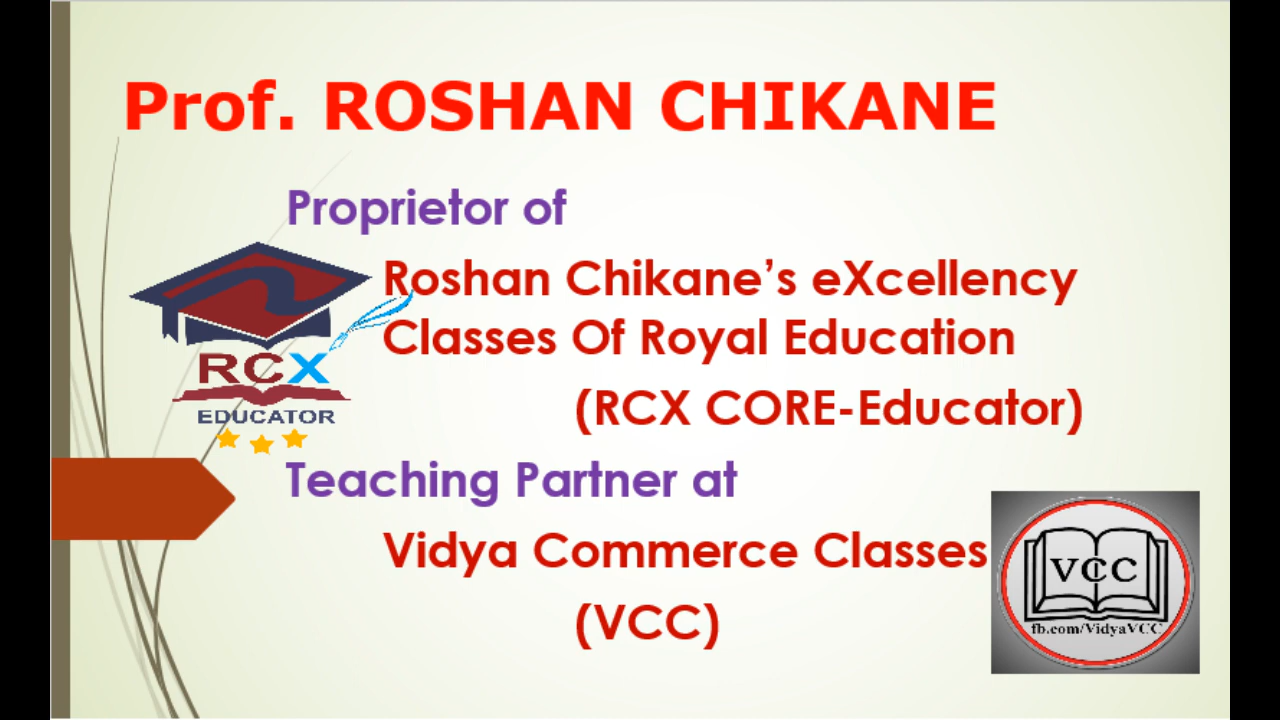 Prof. ROSHAN CHIKANE
Proprietor of
Roshan Chikane’s eXcellency
Classes Of Royal Education
(RCX CORE-Educator)
RCX
EDUCATOR
Teaching Partner at
Vidya Commerce Classes
(VCC)
VCC
fb.com/VidyaVCC